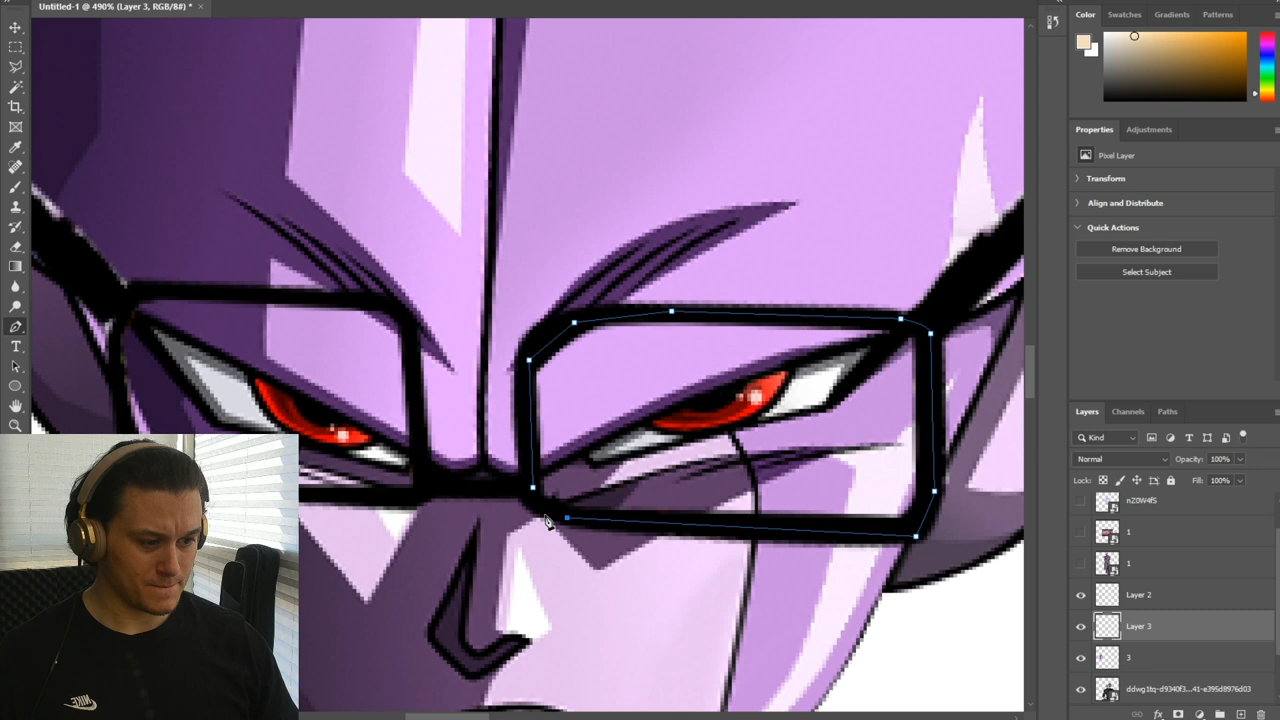 Untitled-1 @ 490% (Layer 3, RGB/8#) *
Color
Swatches
Gradients
Patterns
Properties
Adjustments
Pixel Layer
Transform
Align and Distribute
Quick Actions
Remove Background
Select Subject
Layers
Channels
Paths
Kind
Normal
Opacity: 100%
Lock:
Fill: 100%
nZ0W4fS
1
1
Layer 2
Layer 3
3
ddwg1tq-d9340f3...41-e395d8976d03
NIKE